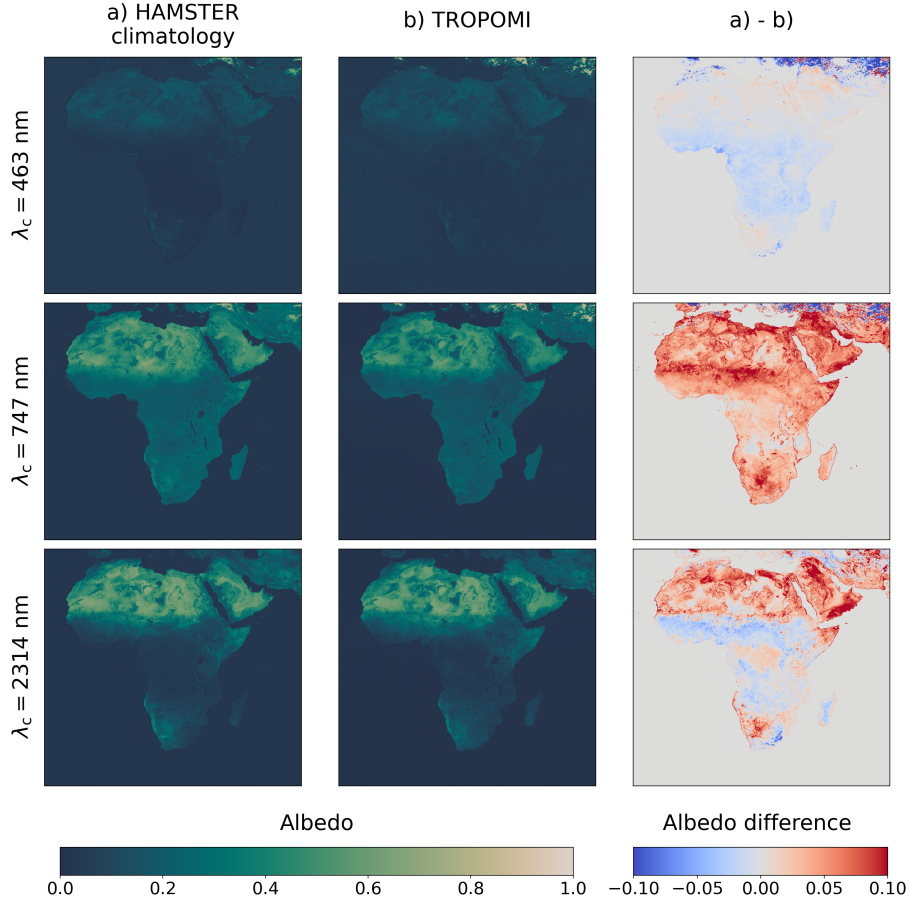 a) HAMSTER
climatology
b) TROPOMI
a) - b)
λc = 463 nm
λc = 747 nm
λc = 2314 nm
Albedo
0.0 0.2 0.4 0.6 0.8 1.0
Albedo difference
−0.10 −0.05 0.00 0.05 0.10